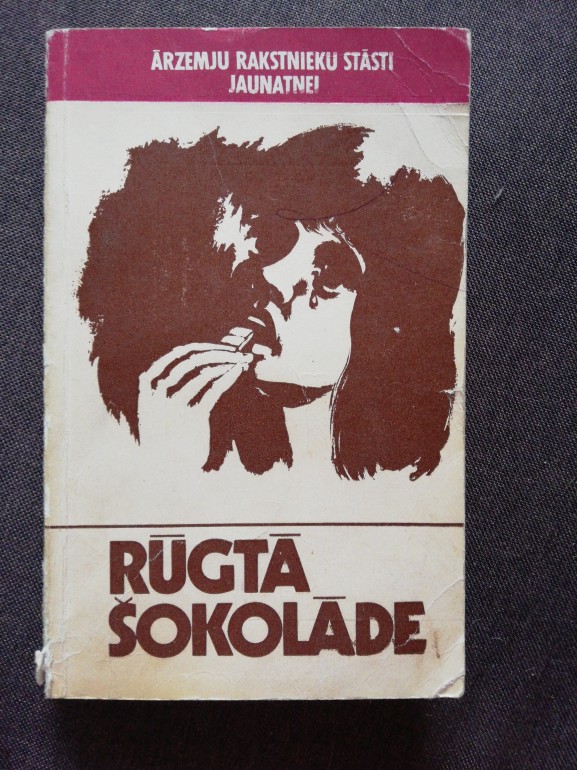 ĀRZEMJU RAKSTNIEKU STĀSTI
JAUNATNEI
RŪGTĀ
ŠOKOLĀDE